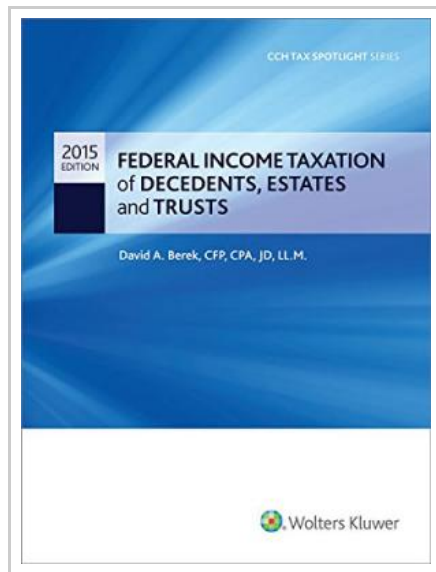 CCH TAX SPOTLIGHT SERIES
2015
EDITION
FEDERAL INCOME TAXATION
of DECEDENTS, ESTATES
and TRUSTS
David A. Berek, CFP, CPA, JD, LL.M.
Wolters Kluwer